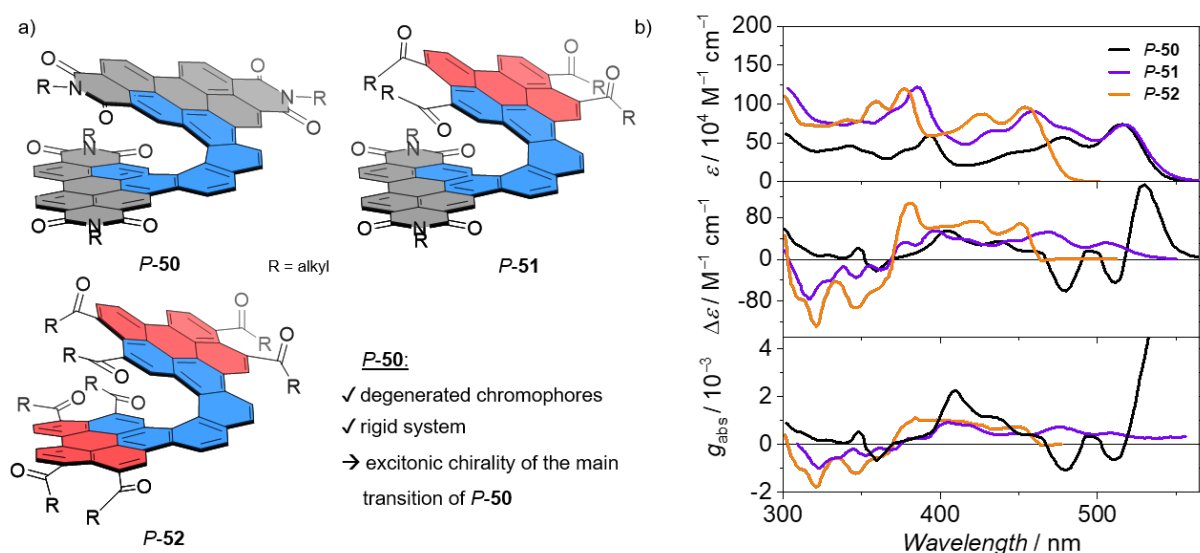 a)
O
O
R-N
O
O
N-R
O
R
O
N
O
O
N
O
R
P-50
R = alkyl
O
R
R
O
O
R
O
R
R
O
N
O
O
N
O
R
P-51
O
R
R
O
O
R
O
R
R
O
R
O
O
R
O
R
O
R
P-52
P-50:
✓ degenerated chromophores
✓ rigid system
→ excitonic chirality of the main
transition of P-50
b)
ε / 10⁴ M⁻¹ cm⁻¹
200
150
100
50
0
P-50
P-51
P-52
Δε / M⁻¹ cm⁻¹
80
0
-80
g_abs / 10⁻³
4
2
0
-2
300
400
500
Wavelength / nm